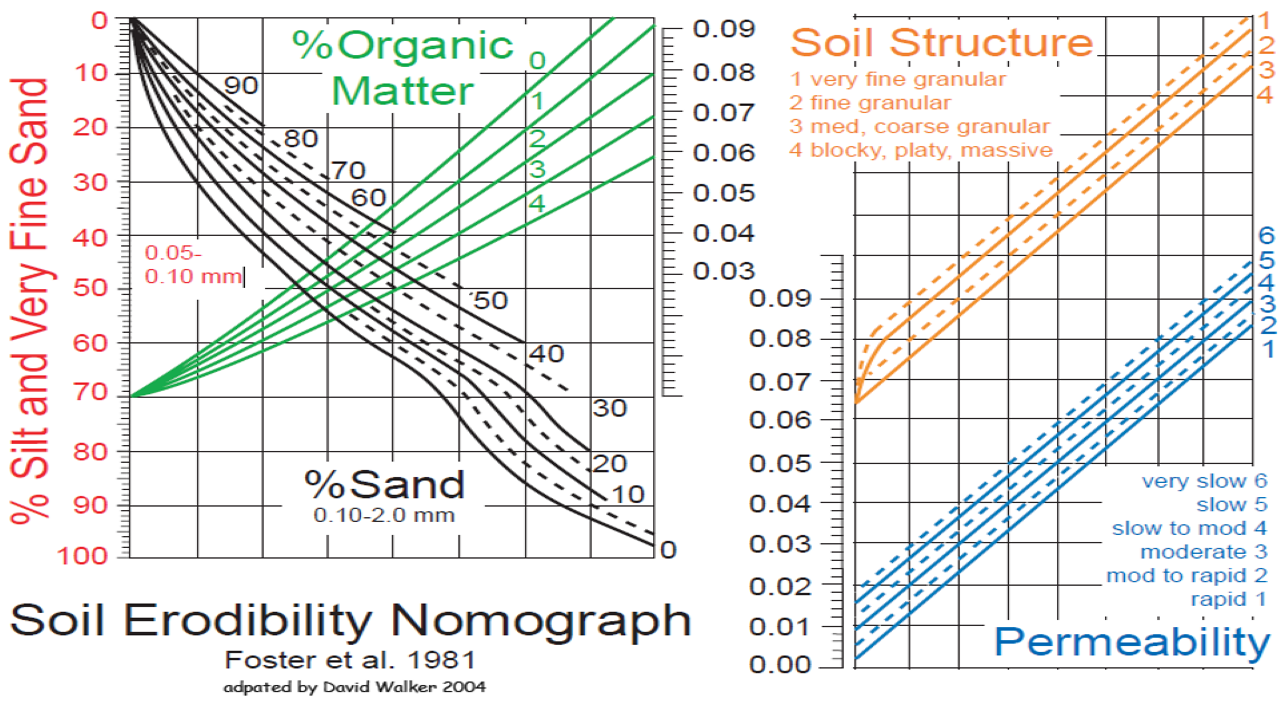 % Silt and Very Fine Sand
0
10
20
30
40
50
60
70
80
90
100
%Organic
Matter
0
1
2
3
4
90
80
70
60
50
40
30
20
10
0
0.05-
0.10 mm
%Sand
0.10-2.0 mm
0.09
0.08
0.07
0.06
0.05
0.04
0.03
Soil Structure
1 very fine granular
2 fine granular
3 med, coarse granular
4 blocky, platy, massive
1
2
3
4
0.09
0.08
0.07
0.06
0.05
0.04
0.03
0.02
0.01
0.00
6
5
4
3
2
1
very slow 6
slow 5
slow to mod 4
moderate 3
mod to rapid 2
rapid 1
Permeability
Soil Erodibility Nomograph
Foster et al. 1981
adpated by David Walker 2004